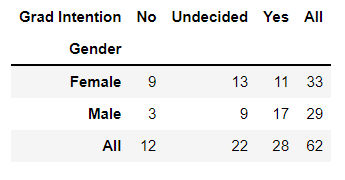 Grad Intention No Undecided Yes All
Gender
Female 9 13 11 33
Male 3 9 17 29
All 12 22 28 62